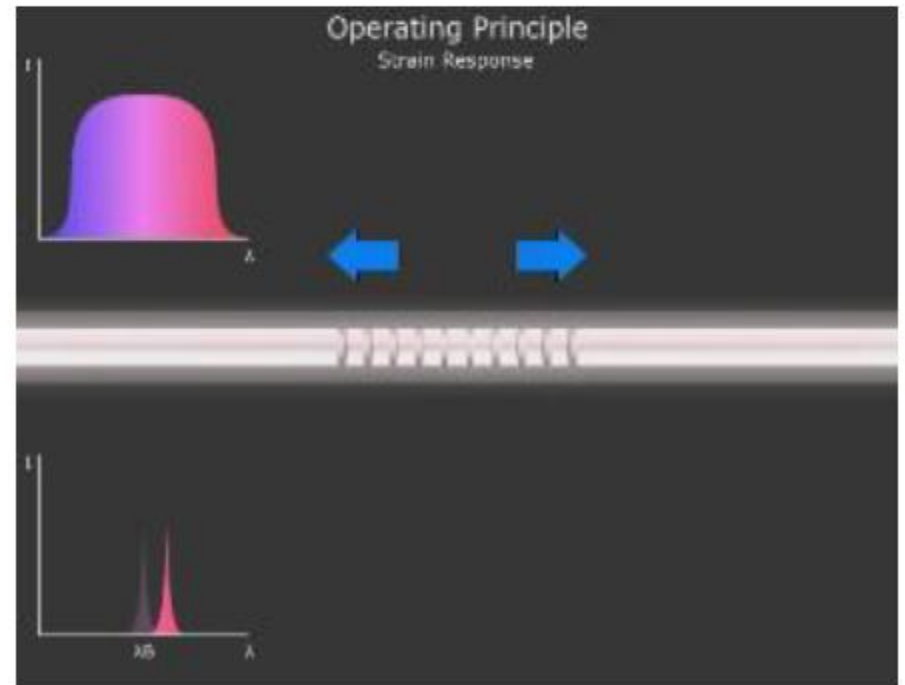 Operating Principle
Strain Response
I
λ
I
λB
λ